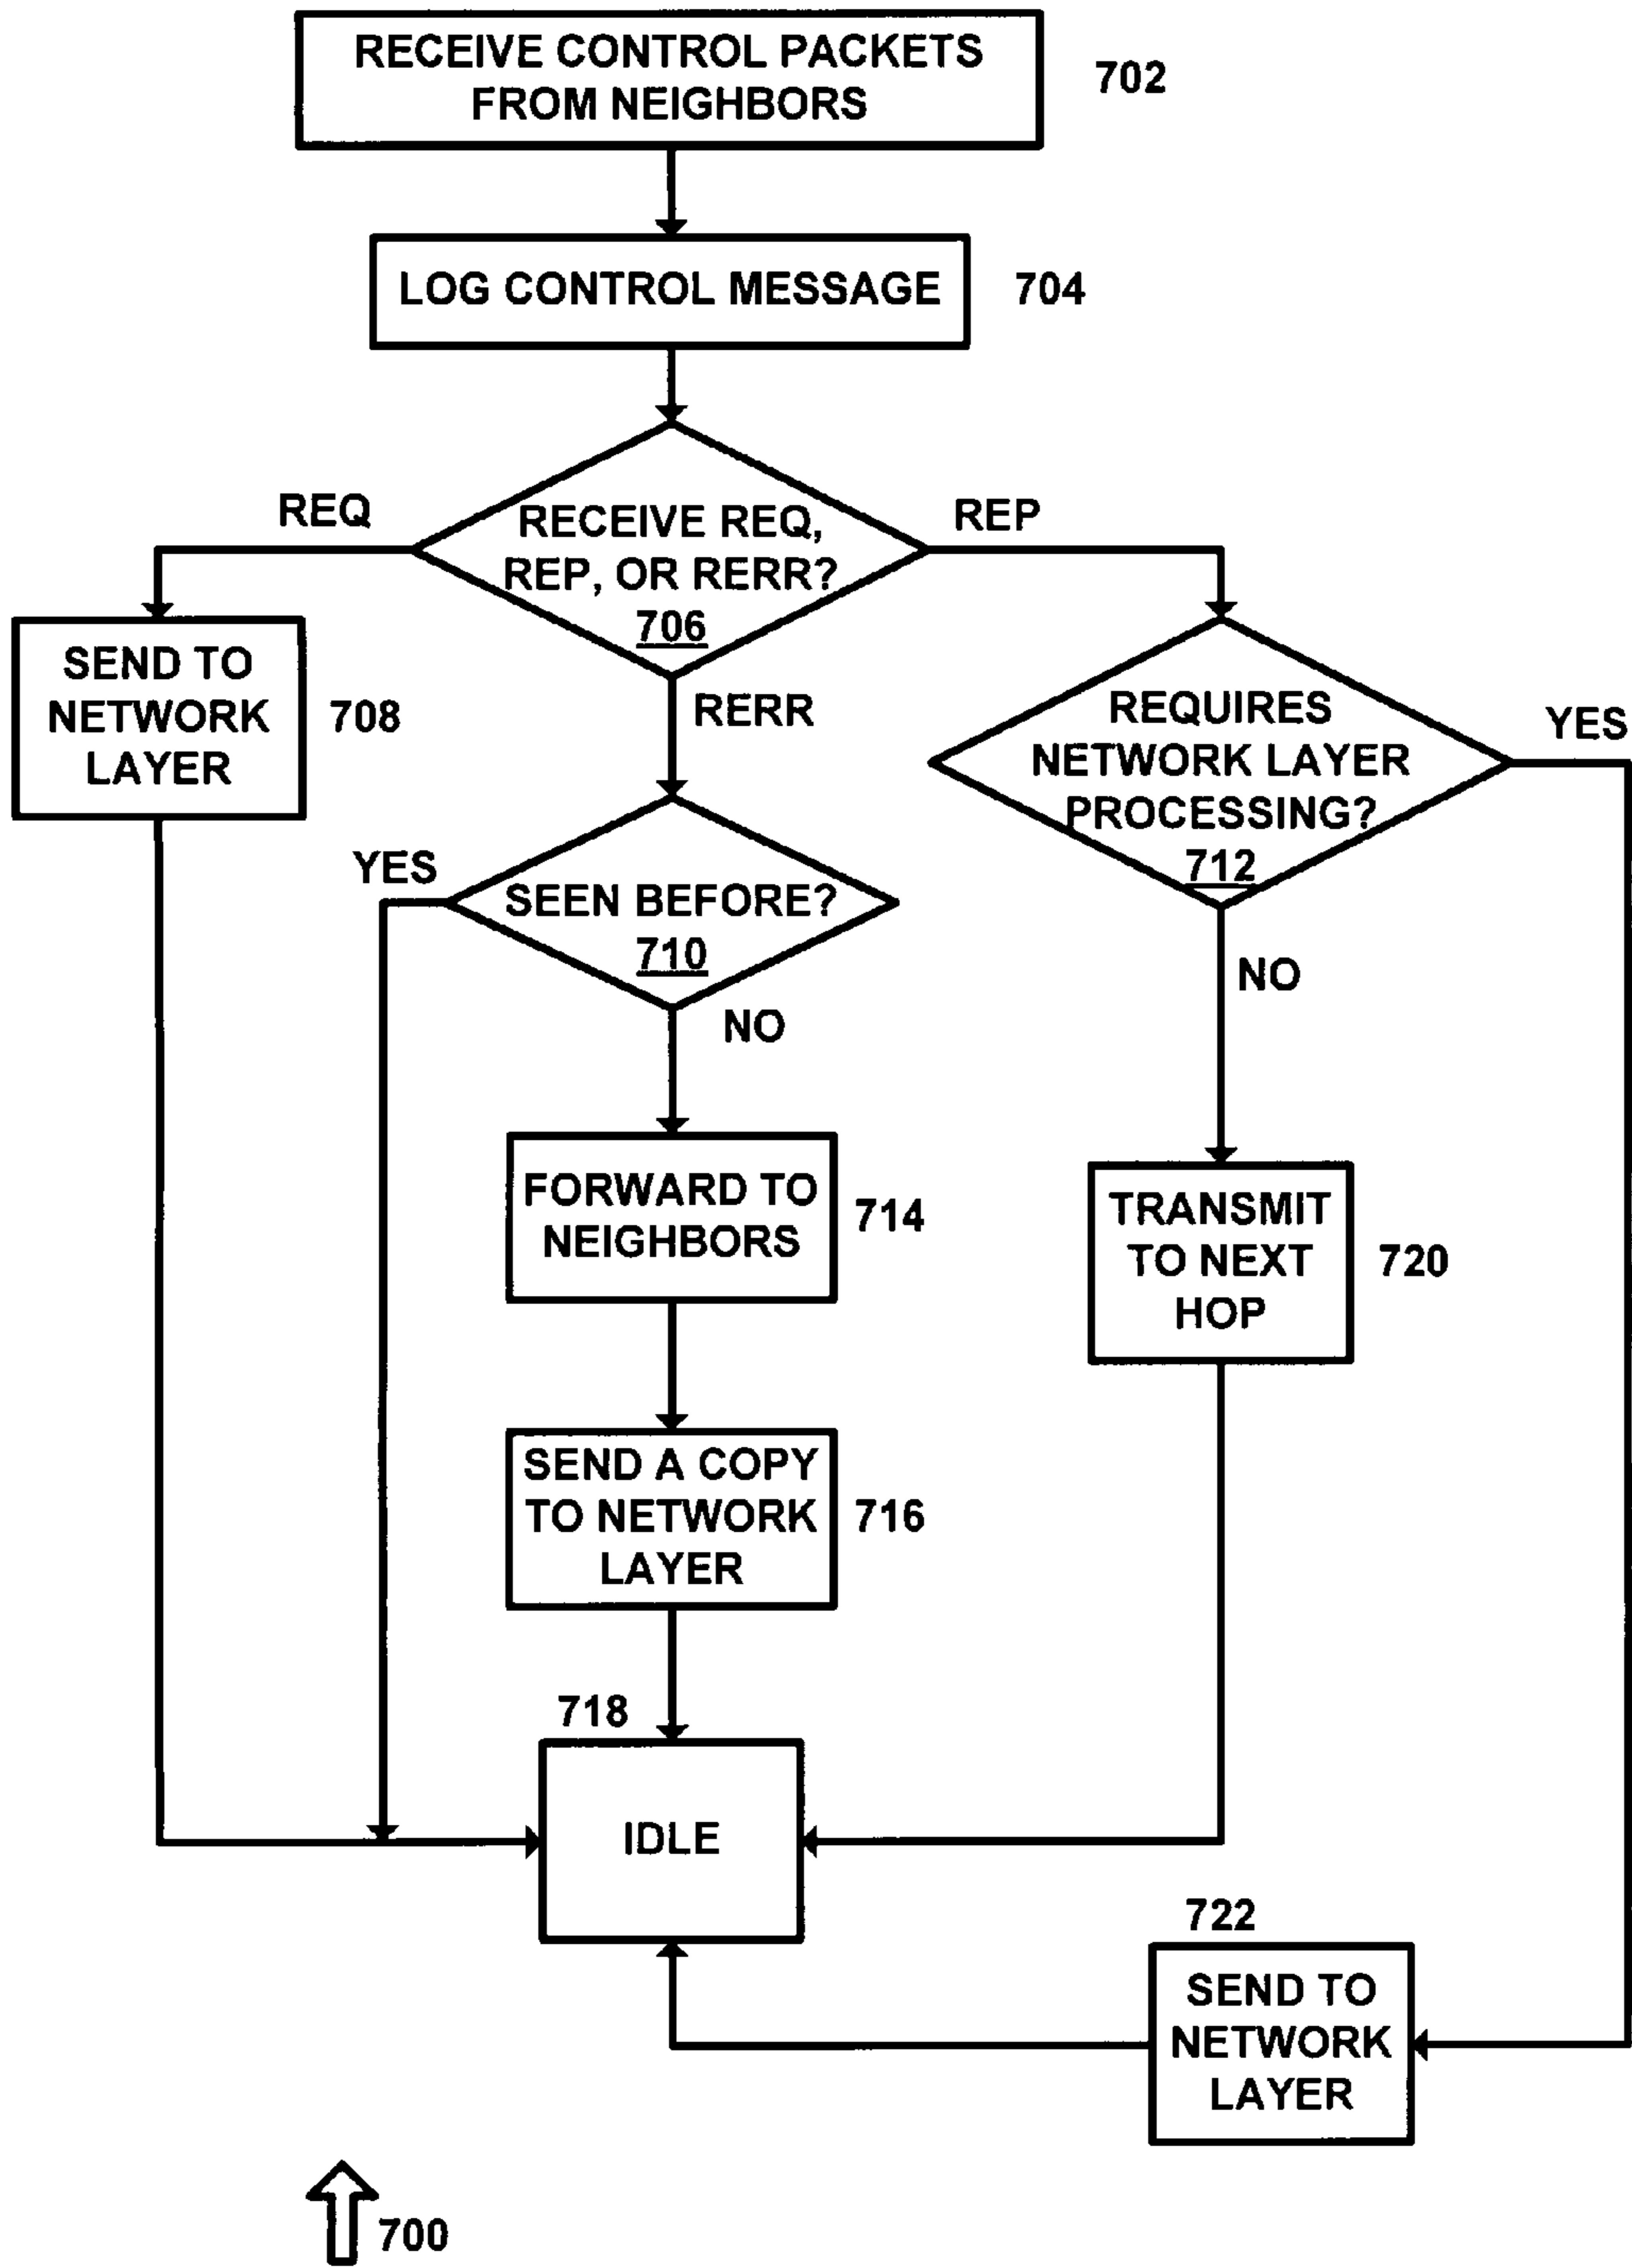 RECEIVE CONTROL PACKETS
FROM NEIGHBORS
702
LOG CONTROL MESSAGE
704
REQ
RECEIVE REQ,
REP, OR RERR?
706
REP
RERR
SEND TO
NETWORK
LAYER
708
REQUIRES
NETWORK LAYER
PROCESSING?
712
YES
NO
YES
SEEN BEFORE?
710
NO
FORWARD TO
NEIGHBORS
714
TRANSMIT
TO NEXT
HOP
720
SEND A COPY
TO NETWORK
LAYER
716
718
IDLE
722
SEND TO
NETWORK
LAYER
700